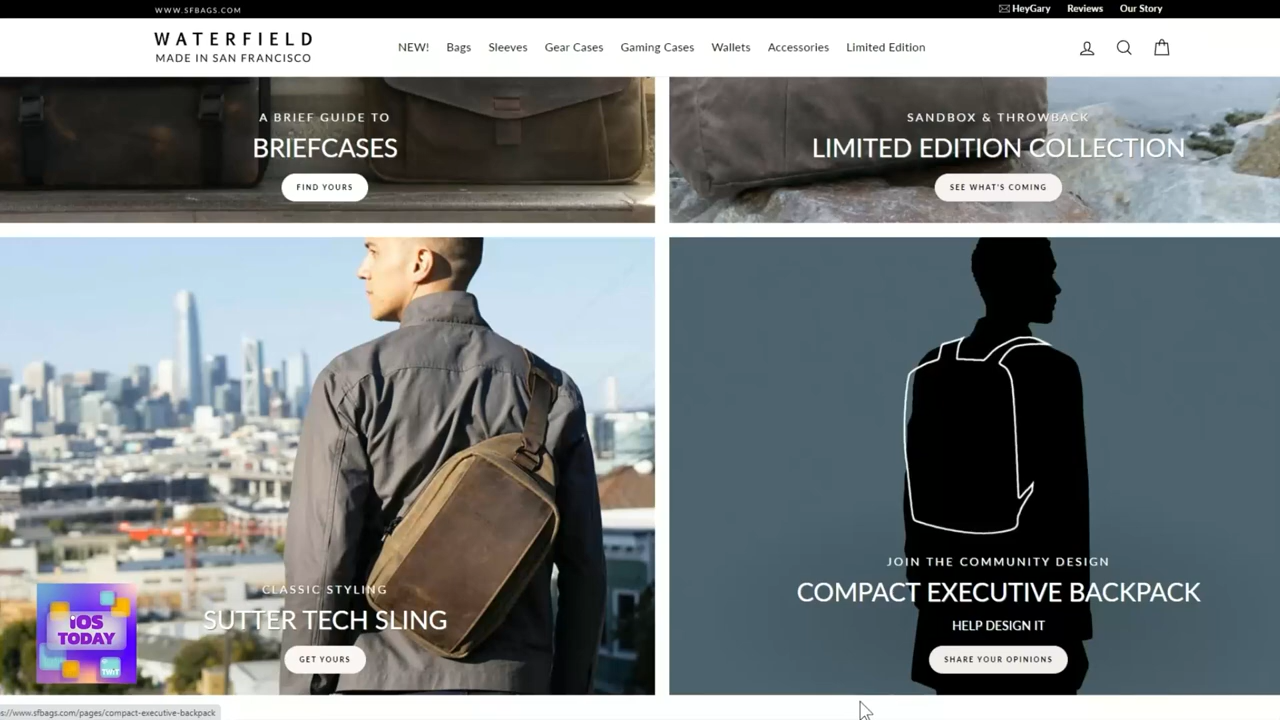 WWW.SFBAGS.COM
HeyGary Reviews Our Story
WATERFIELD
MADE IN SAN FRANCISCO
NEW! Bags Sleeves Gear Cases Gaming Cases Wallets Accessories Limited Edition
A BRIEF GUIDE TO
BRIEFCASES
FIND YOURS
SANDBOX & THROWBACK
LIMITED EDITION COLLECTION
SEE WHAT'S COMING
CLASSIC STYLING
SUTTER TECH SLING
GET YOURS
JOIN THE COMMUNITY DESIGN
COMPACT EXECUTIVE BACKPACK
HELP DESIGN IT
SHARE YOUR OPINIONS
iOS
TODAY
TWiT
s://www.sfbags.com/pages/compact-executive-backpack